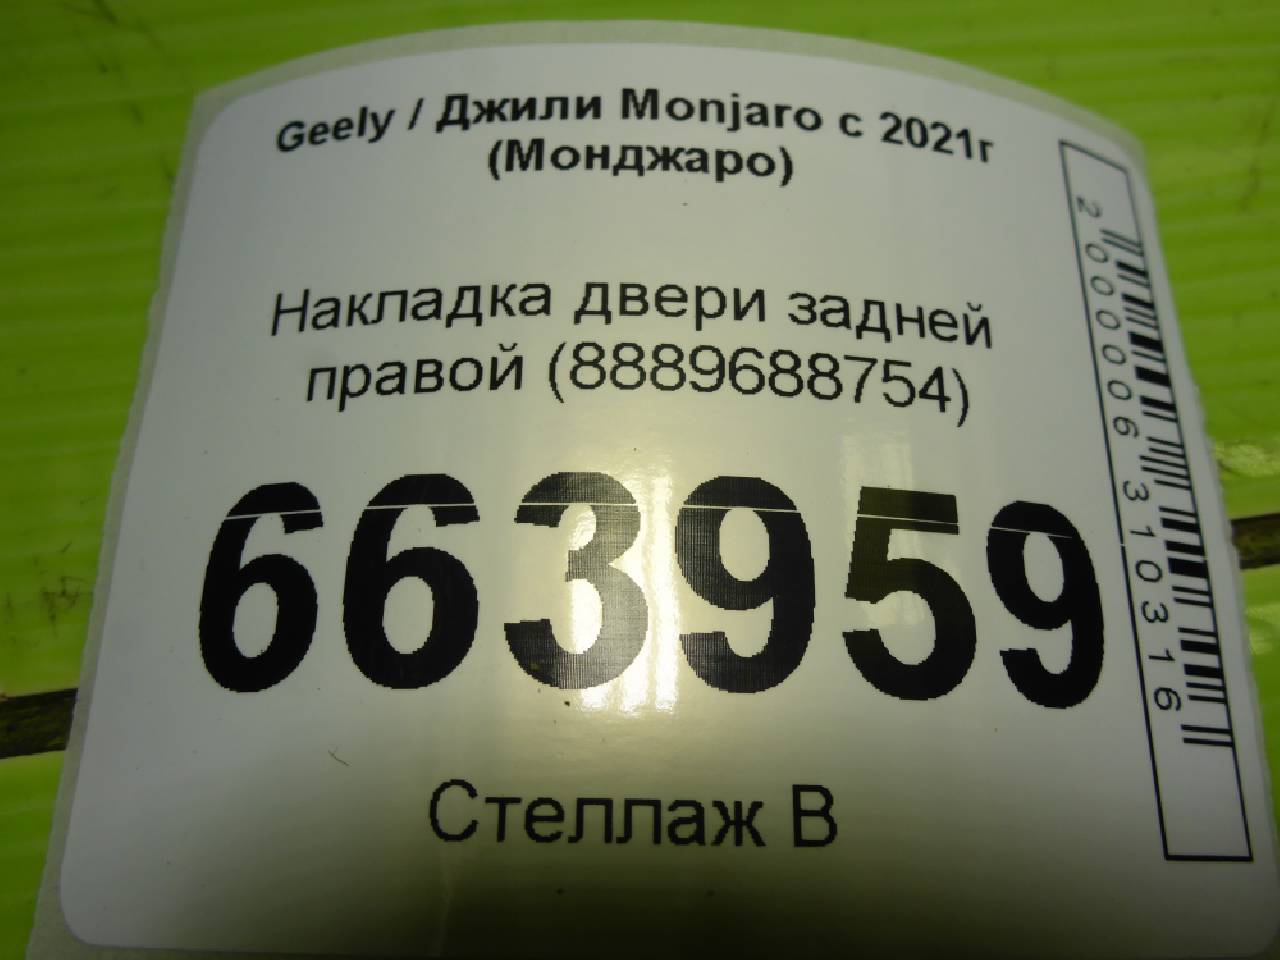 Geely / Джили Monjaro с 2021г
(Монджаро)
Накладка двери задней
правой (8889688754)
663959
Стеллаж В
2000006310316